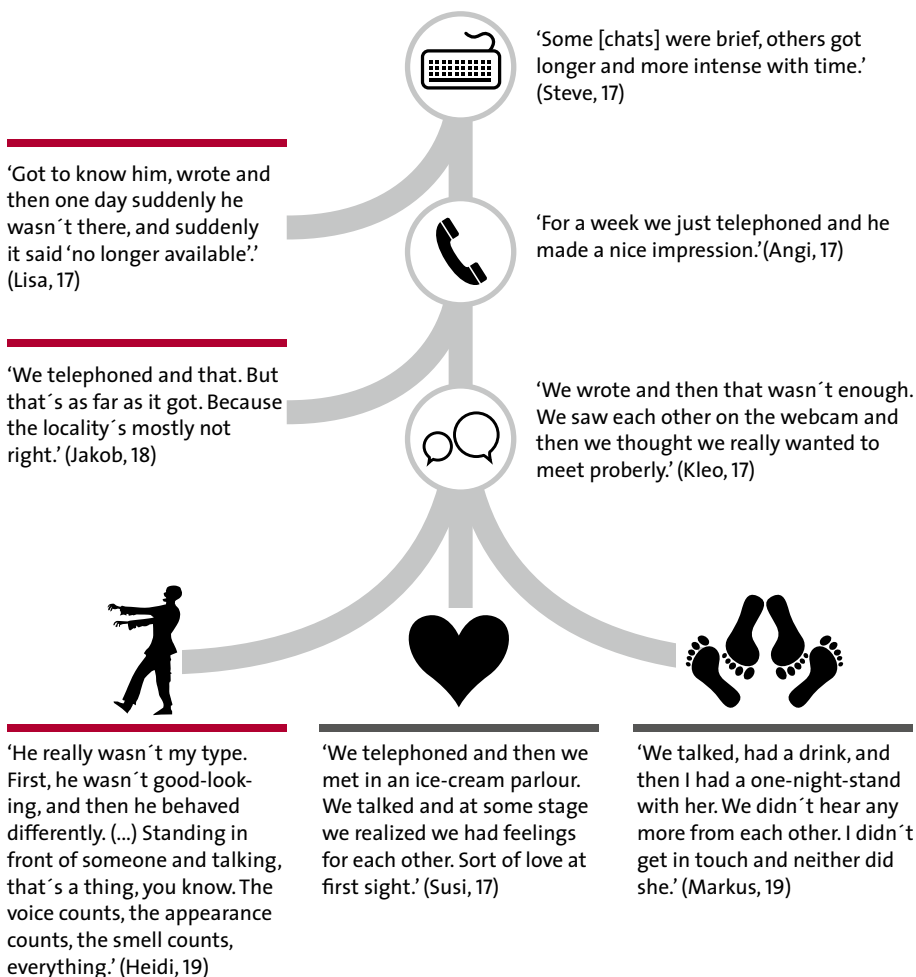 ‘Some [chats] were brief, others got
longer and more intense with time.’
(Steve, 17)
‘Got to know him, wrote and
then one day suddenly he
wasn´t there, and suddenly
it said ‘no longer available’.’
(Lisa, 17)
‘For a week we just telephoned and he
made a nice impression.’(Angi, 17)
‘We telephoned and that. But
that´s as far as it got. Because
the locality´s mostly not
right.’ (Jakob, 18)
‘We wrote and then that wasn´t enough.
We saw each other on the webcam and
then we thought we really wanted to
meet proberly.’ (Kleo, 17)
‘He really wasn´t my type.
First, he wasn´t good-look-
ing, and then he behaved
differently. (...) Standing in
front of someone and talking,
that´s a thing, you know. The
voice counts, the appearance
counts, the smell counts,
everything.’ (Heidi, 19)
‘We telephoned and then we
met in an ice-cream parlour.
We talked and at some stage
we realized we had feelings
for each other. Sort of love at
first sight.’ (Susi, 17)
‘We talked, had a drink, and
then I had a one-night-stand
with her. We didn´t hear any
more from each other. I didn´t
get in touch and neither did
she.’ (Markus, 19)